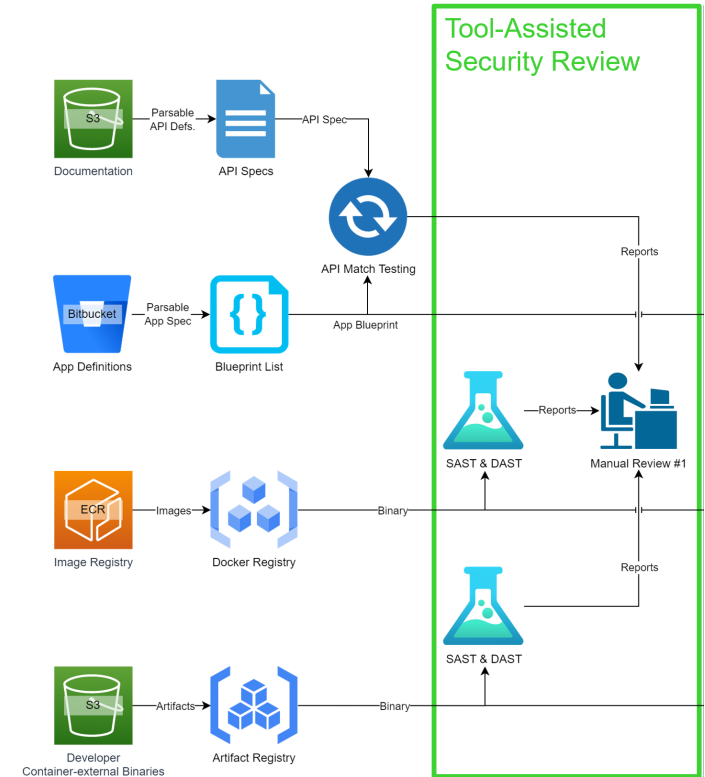 Tool-Assisted
Security Review
S3
Parsable
API Defs.
API Spec
Documentation
API Specs
API Match Testing
Reports
Bitbucket
Parsable
App Spec
App Blueprint
App Definitions
Blueprint List
Reports
SAST & DAST
Manual Review #1
ECR
Images
Binary
Image Registry
Docker Registry
Reports
SAST & DAST
S3
Artifacts
Binary
Developer
Container-external Binaries
Artifact Registry